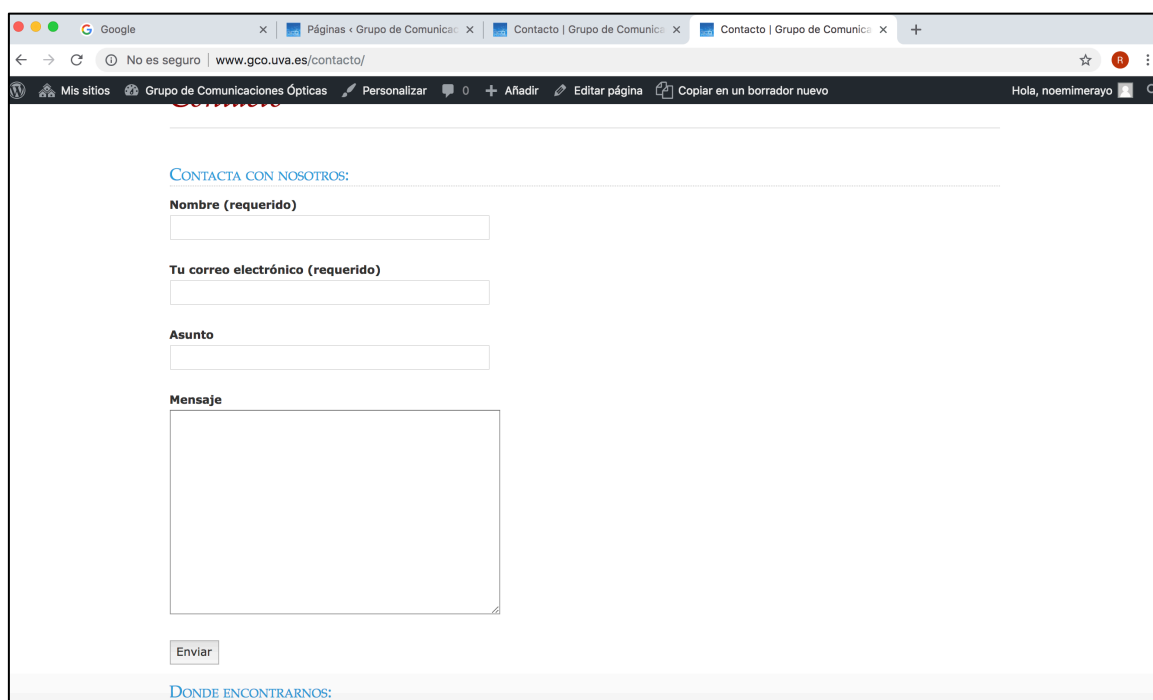 Google
Páginas ‹ Grupo de Comunicac
Contacto | Grupo de Comunica
Contacto | Grupo de Comunica
No es seguro | www.gco.uva.es/contacto/
R
Mis sitios Grupo de Comunicaciones Ópticas Personalizar 0 Añadir Editar página Copiar en un borrador nuevo Hola, noemimerayo
Contacto
Contacta con nosotros:
Nombre (requerido)
Tu correo electrónico (requerido)
Asunto
Mensaje
Enviar
Donde encontrarnos: